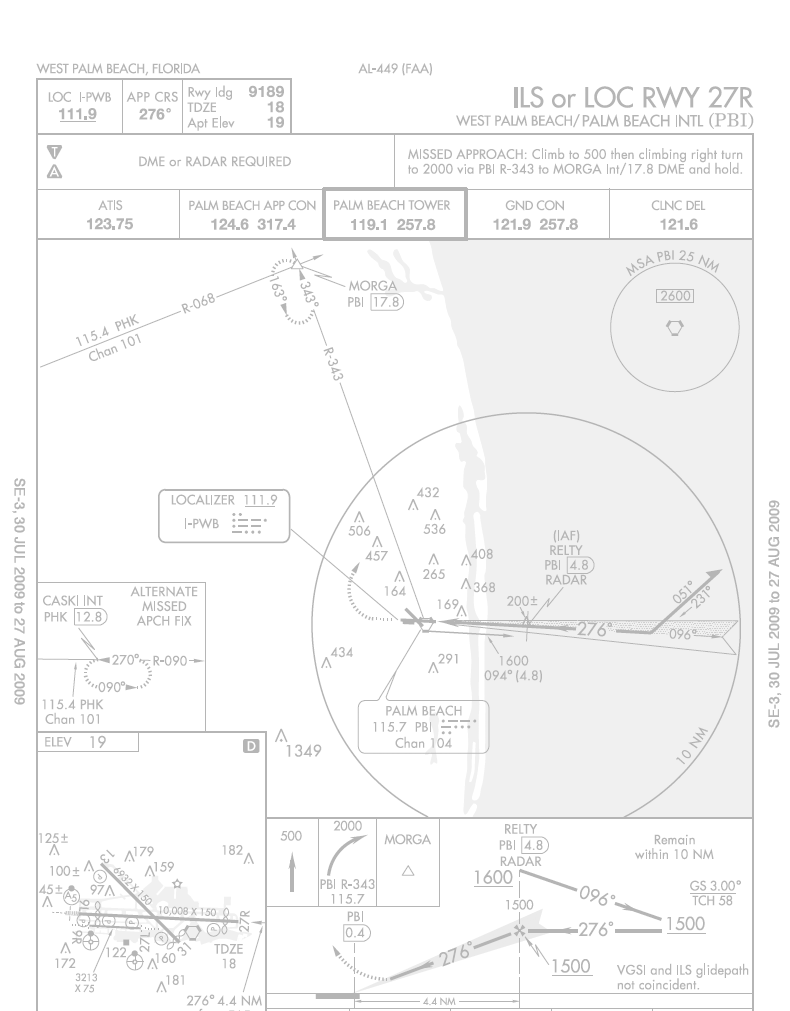 WEST PALM BEACH, FLORIDA
AL-449 (FAA)
LOC I-PWB
111.9
APP CRS
276°
Rwy ldg 9189
TDZE 18
Apt Elev 19
ILS or LOC RWY 27R
WEST PALM BEACH/PALM BEACH INTL (PBI)
T
A
DME or RADAR REQUIRED
MISSED APPROACH: Climb to 500 then climbing right turn
to 2000 via PBI R-343 to MORGA Int/17.8 DME and hold.
ATIS
123.75
PALM BEACH APP CON
124.6 317.4
PALM BEACH TOWER
119.1 257.8
GND CON
121.9 257.8
CLNC DEL
121.6
MSA PBI 25 NM
2600
MORGA
PBI 17.8
163°
343°
R-068
115.4 PHK
Chan 101
R-343
LOCALIZER 111.9
I-PWB
432
506
536
457
408
265
164
368
169
(IAF)
RELTY
PBI 4.8
RADAR
200±
051°
231°
276°
096°
1600
094° (4.8)
434
291
PALM BEACH
115.7 PBI
Chan 104
10 NM
CASKI INT
PHK 12.8
ALTERNATE
MISSED
APCH FIX
270°
R-090
090°
115.4 PHK
Chan 101
1349
SE-3, 30 JUL 2009 to 27 AUG 2009
SE-3, 30 JUL 2009 to 27 AUG 2009
ELEV 19
D
125±
179
182
100±
159
97
45±
A5
13
6932 X 150
10,008 X 150
27R
9L
9R
27L
31
P
172
122
160
181
3213
X 75
TDZE
18
276° 4.4 NM
500
2000
PBI R-343
115.7
MORGA
RELTY
PBI 4.8
RADAR
Remain
within 10 NM
1600
096°
GS 3.00°
TCH 58
1500
276°
1500
PBI
0.4
276°
1500
VGSI and ILS glidepath
not coincident.
4.4 NM